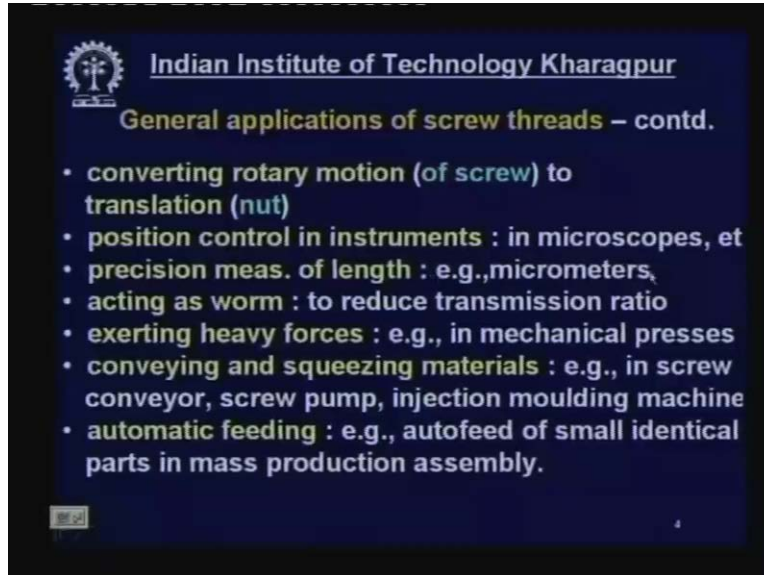 Indian Institute of Technology Kharagpur
General applications of screw threads – contd.
• converting rotary motion (of screw) to
translation (nut)
• position control in instruments : in microscopes, et
• precision meas. of length : e.g.,micrometers,
• acting as worm : to reduce transmission ratio
• exerting heavy forces : e.g., in mechanical presses
• conveying and squeezing materials : e.g., in screw
conveyor, screw pump, injection moulding machine
• automatic feeding : e.g., autofeed of small identical
parts in mass production assembly.
4